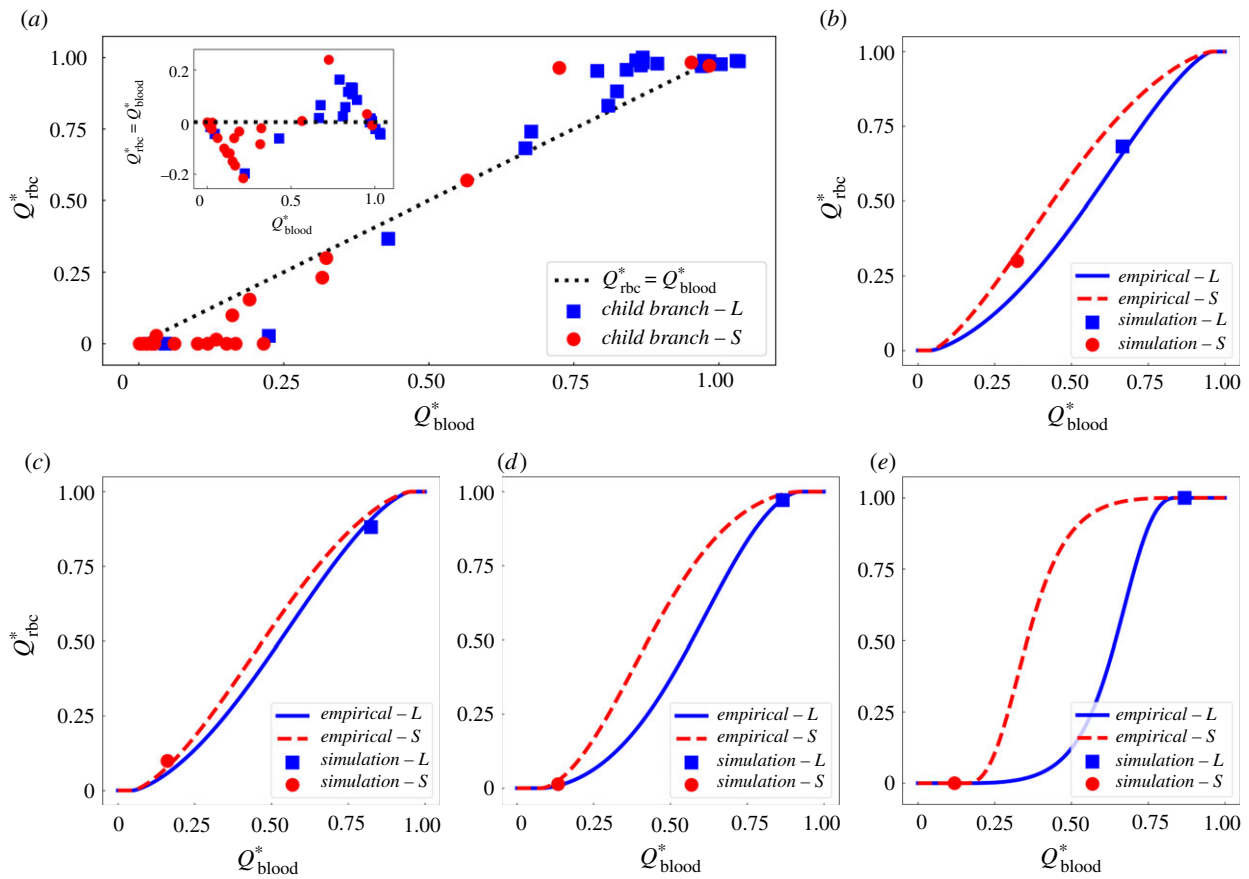 (a)
1.00
0.75
0.50
0.25
0
Q*rbc
0 0.25 0.50 0.75 1.00
Q*blood
0.2
0
−0.2
Q*rbc = Q*blood
0 0.5 1.0
Q*blood
Q*rbc = Q*blood
child branch – L
child branch – S
(b)
1.00
0.75
0.50
0.25
0
Q*rbc
empirical – L
empirical – S
simulation – L
simulation – S
0 0.25 0.50 0.75 1.00
Q*blood
(c)
1.00
0.75
0.50
0.25
0
Q*rbc
empirical – L
empirical – S
simulation – L
simulation – S
0 0.25 0.50 0.75 1.00
Q*blood
(d)
1.00
0.75
0.50
0.25
0
empirical – L
empirical – S
simulation – L
simulation – S
0 0.25 0.50 0.75 1.00
Q*blood
(e)
1.00
0.75
0.50
0.25
0
empirical – L
empirical – S
simulation – L
simulation – S
0 0.25 0.50 0.75 1.00
Q*blood